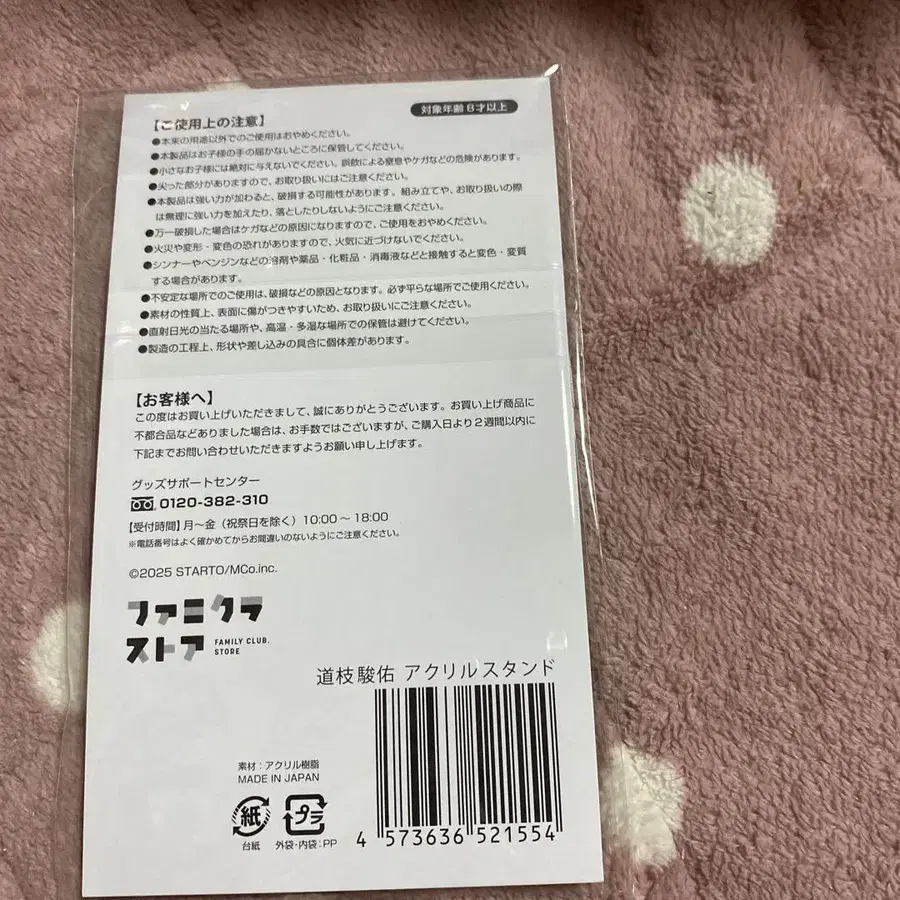 対象年齢 8才以上
【ご使用上の注意】
●本来の用途以外でのご使用はおやめください。
●本製品はお子様の手の届かないところに保管してください。
●小さなお子様には絶対に与えないでください。誤飲による窒息やケガなどの危険があります。
●尖った部分がありますので、お取り扱いにはご注意ください。
●本製品は強い力が加わると、破損する可能性があります。組み立てや、お取り扱いの際
は無理に強い力を加えたり、落としたりしないようにご注意ください。
●万一破損した場合はケガなどの原因になりますので、ご使用をおやめください。
●火災や変形・変色の恐れがありますので、火気に近づけないでください。
●シンナーやベンジンなどの溶剤や薬品・化粧品・消毒液などと接触すると変色・変質
する場合があります。
●不安定な場所でのご使用は、破損などの原因となります。必ず平らな場所でご使用ください。
●素材の性質上、表面に傷がつきやすいため、お取り扱いにご注意ください。
●直射日光の当たる場所や、高温・多湿な場所での保管は避けてください。
●製造の工程上、形状や差し込みの具合に個体差があります。
【お客様へ】
この度はお買い上げいただきまして、誠にありがとうございます。お買い上げ商品に
不都合品などありました場合は、お手数ではございますが、ご購入日より2週間以内に
下記までお問い合わせいただきますようお願い申し上げます。
グッズサポートセンター
0120-382-310
【受付時間】月〜金（祝祭日を除く）10:00〜18:00
※電話番号はよく確かめてからお間違いのないようにご注意ください。
©2025 STARTO/MCo.inc.
ファミクラ
ストア FAMILY CLUB.
STORE
道枝駿佑 アクリルスタンド
素材：アクリル樹脂
MADE IN JAPAN
紙 プラ
台紙 外袋・内袋：PP
4 573636 521554